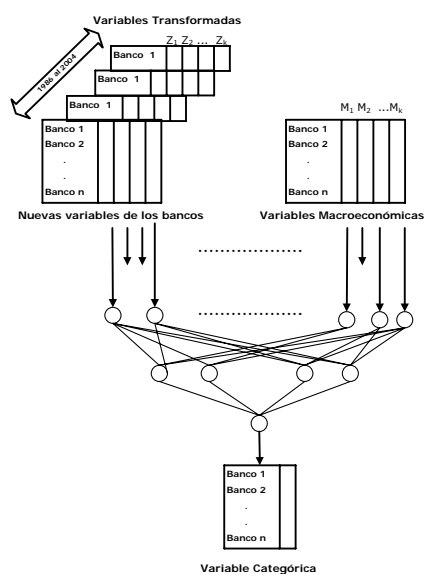 Variables Transformadas
1986 al 2004
Z1 Z2 ... Zk
Banco 1
Banco 1
Banco 1
Banco 1
Banco 2
.
.
Banco n
M1 M2 ...Mk
Banco 1
Banco 2
.
.
Banco n
Nuevas variables de los bancos
Variables Macroeconómicas
...................
...................
Banco 1
Banco 2
.
.
Banco n
Variable Categórica